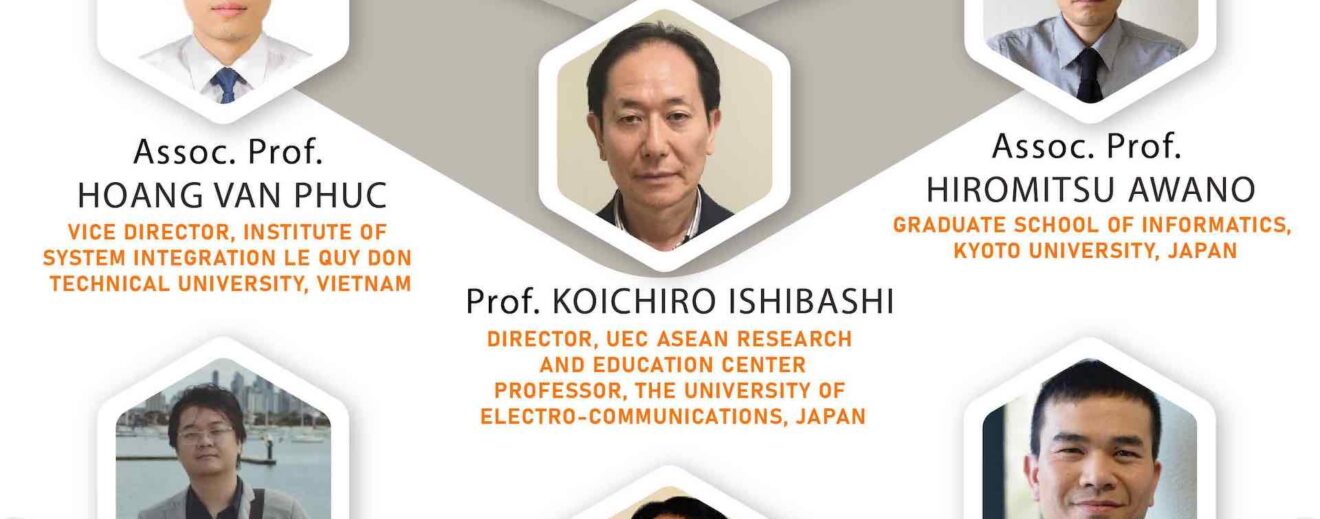 Assoc. Prof.
HOANG VAN PHUC
VICE DIRECTOR, INSTITUTE OF
SYSTEM INTEGRATION LE QUY DON
TECHNICAL UNIVERSITY, VIETNAM
Prof. KOICHIRO ISHIBASHI
DIRECTOR, UEC ASEAN RESEARCH
AND EDUCATION CENTER
PROFESSOR, THE UNIVERSITY OF
ELECTRO-COMMUNICATIONS, JAPAN
Assoc. Prof.
HIROMITSU AWANO
GRADUATE SCHOOL OF INFORMATICS,
KYOTO UNIVERSITY, JAPAN